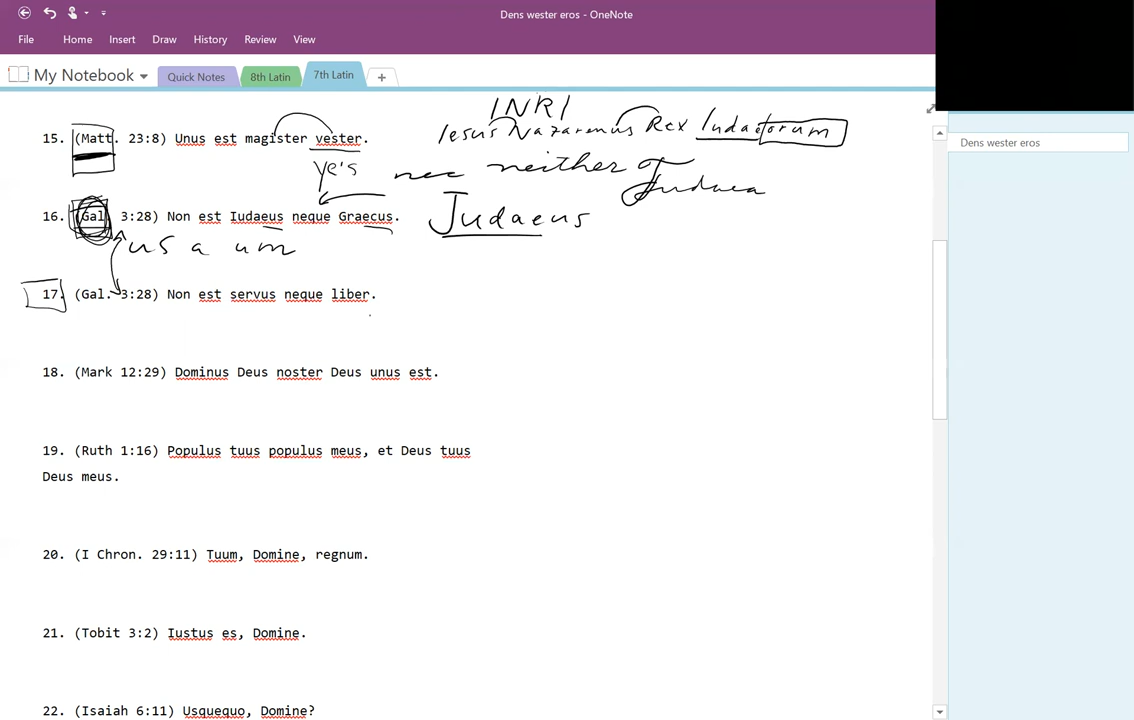 Dens wester eros - OneNote
File Home Insert Draw History Review View
My Notebook Quick Notes 8th Latin 7th Latin +
Dens wester eros
INRI
Iesus Nazarenus Rex Iudaeorum
15. (Matt. 23:8) Unus est magister vester.
ye's nec neither of Judaea
16. (Gal. 3:28) Non est Iudaeus neque Graecus. Judaeus
us a um
17. (Gal. 3:28) Non est servus neque liber.
18. (Mark 12:29) Dominus Deus noster Deus unus est.
19. (Ruth 1:16) Populus tuus populus meus, et Deus tuus
Deus meus.
20. (I Chron. 29:11) Tuum, Domine, regnum.
21. (Tobit 3:2) Iustus es, Domine.
22. (Isaiah 6:11) Usquequo, Domine?